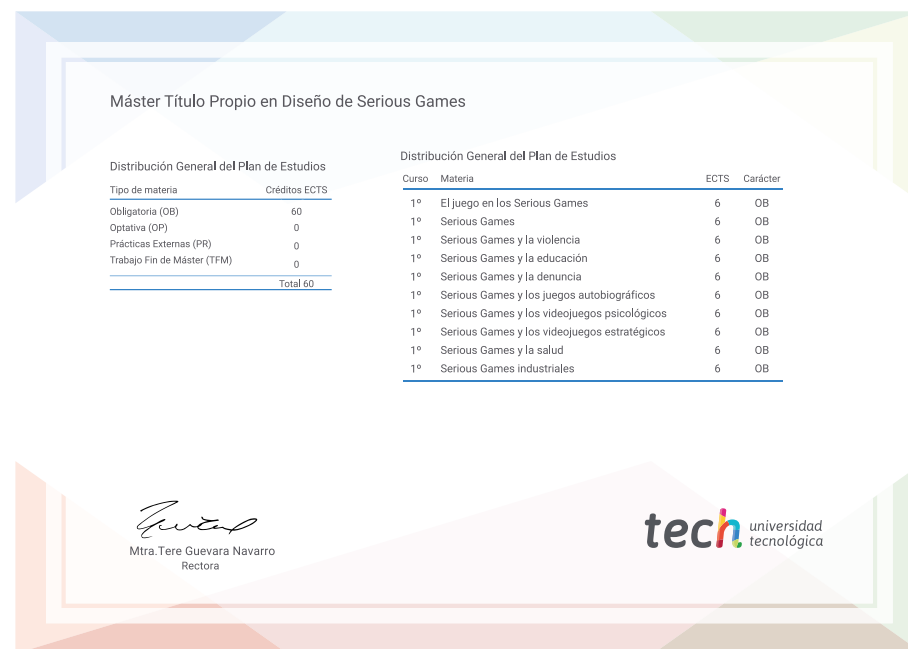 Máster Título Propio en Diseño de Serious Games
Distribución General del Plan de Estudios
Tipo de materia Créditos ECTS
Obligatoria (OB) 60
Optativa (OP) 0
Prácticas Externas (PR) 0
Trabajo Fin de Máster (TFM) 0
Total 60
Distribución General del Plan de Estudios
Curso Materia ECTS Carácter
1º El juego en los Serious Games 6 OB
1º Serious Games 6 OB
1º Serious Games y la violencia 6 OB
1º Serious Games y la educación 6 OB
1º Serious Games y la denuncia 6 OB
1º Serious Games y los juegos autobiográficos 6 OB
1º Serious Games y los videojuegos psicológicos 6 OB
1º Serious Games y los videojuegos estratégicos 6 OB
1º Serious Games y la salud 6 OB
1º Serious Games industriales 6 OB
Mtra.Tere Guevara Navarro
Rectora
tech universidad
tecnológica